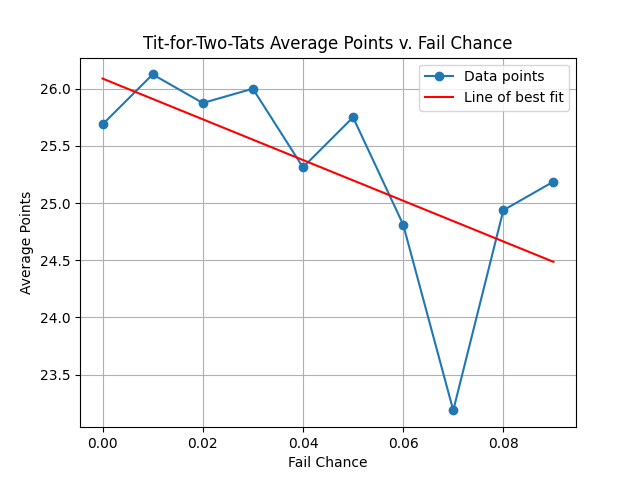 Tit-for-Two-Tats Average Points v. Fail Chance
Data points
Line of best fit
Average Points
26.0
25.5
25.0
24.5
24.0
23.5
0.00 0.02 0.04 0.06 0.08
Fail Chance